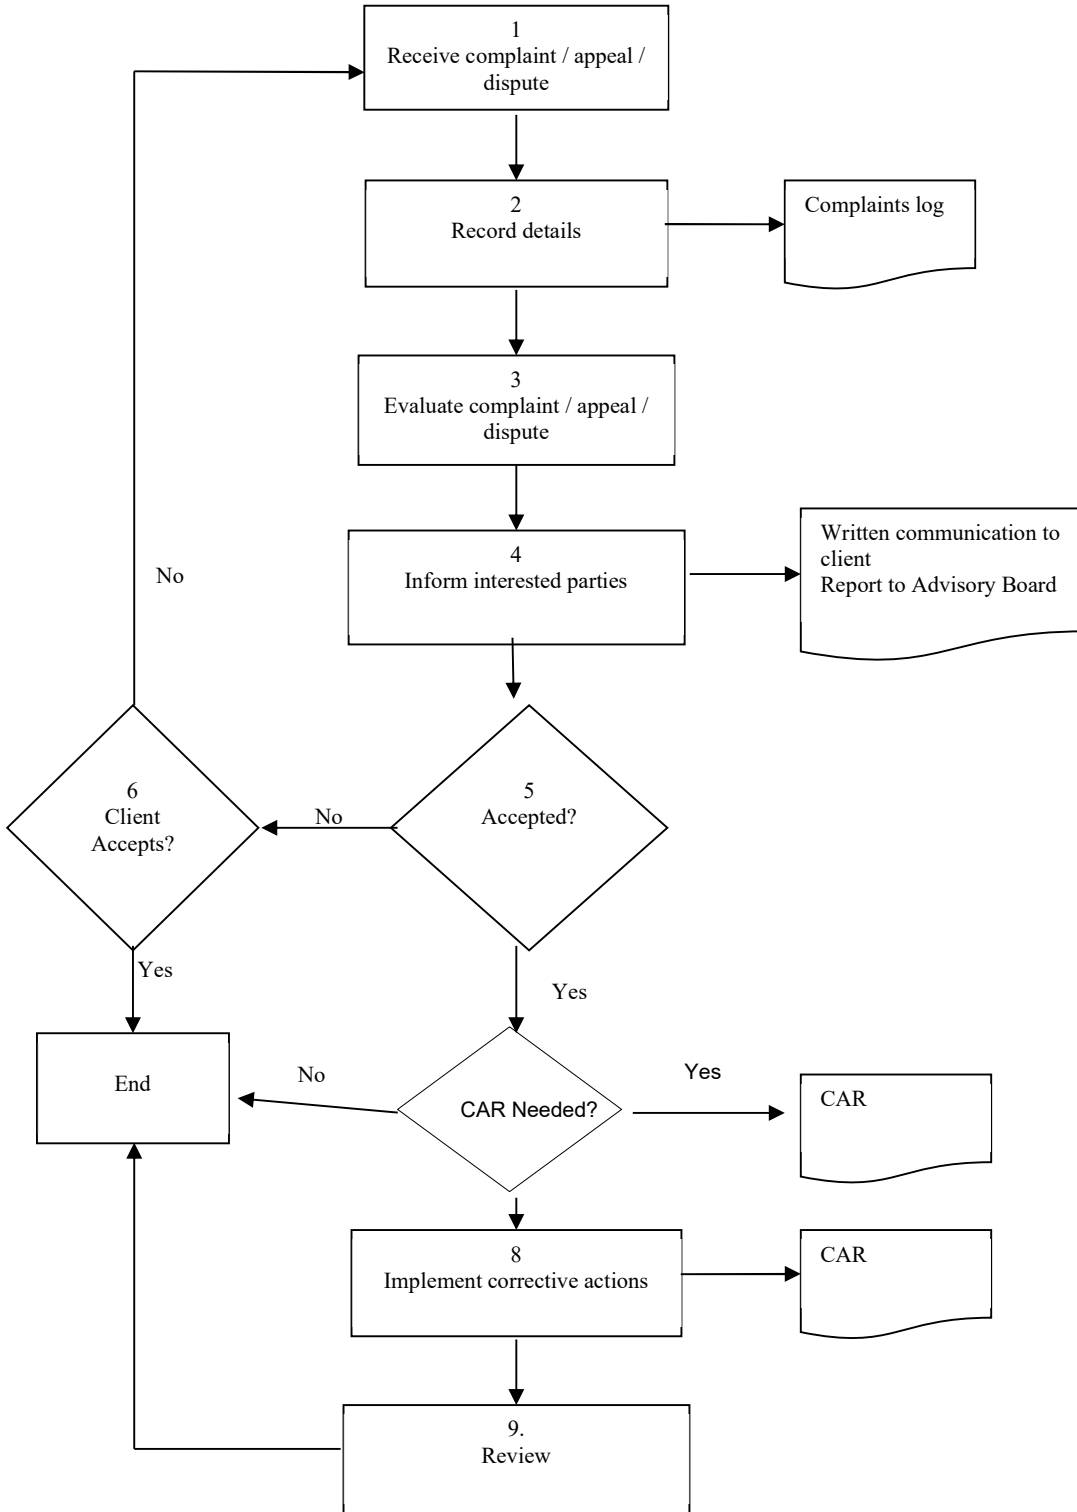 1
Receive complaint / appeal /
dispute
2
Record details
Complaints log
3
Evaluate complaint / appeal /
dispute
4
Inform interested parties
Written communication to
client
Report to Advisory Board
No
6
Client
Accepts?
No
5
Accepted?
Yes
Yes
End
No
CAR Needed?
Yes
CAR
8
Implement corrective actions
CAR
9.
Review